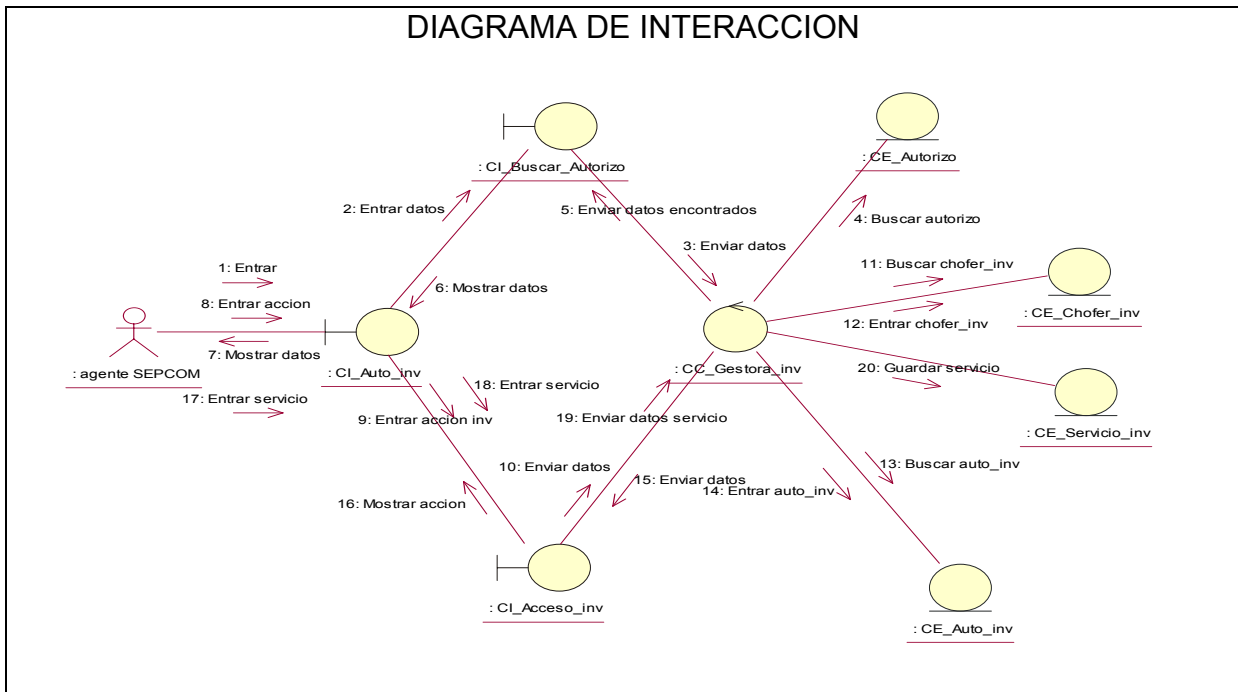 DIAGRAMA DE INTERACCION
: CI_Buscar_Autorizo
: CE_Autorizo
2: Entrar datos
5: Enviar datos encontrados
4: Buscar autorizo
3: Enviar datos
1: Entrar
11: Buscar chofer_inv
6: Mostrar datos
8: Entrar accion
: CE_Chofer_inv
12: Entrar chofer_inv
7: Mostrar datos
: agente SEPCOM
: CI_Auto_inv
: CC_Gestora_inv
20: Guardar servicio
18: Entrar servicio
17: Entrar servicio
9: Entrar accion inv
19: Enviar datos servicio
: CE_Servicio_inv
10: Enviar datos
13: Buscar auto_inv
15: Enviar datos
14: Entrar auto_inv
16: Mostrar accion
: CI_Acceso_inv
: CE_Auto_inv